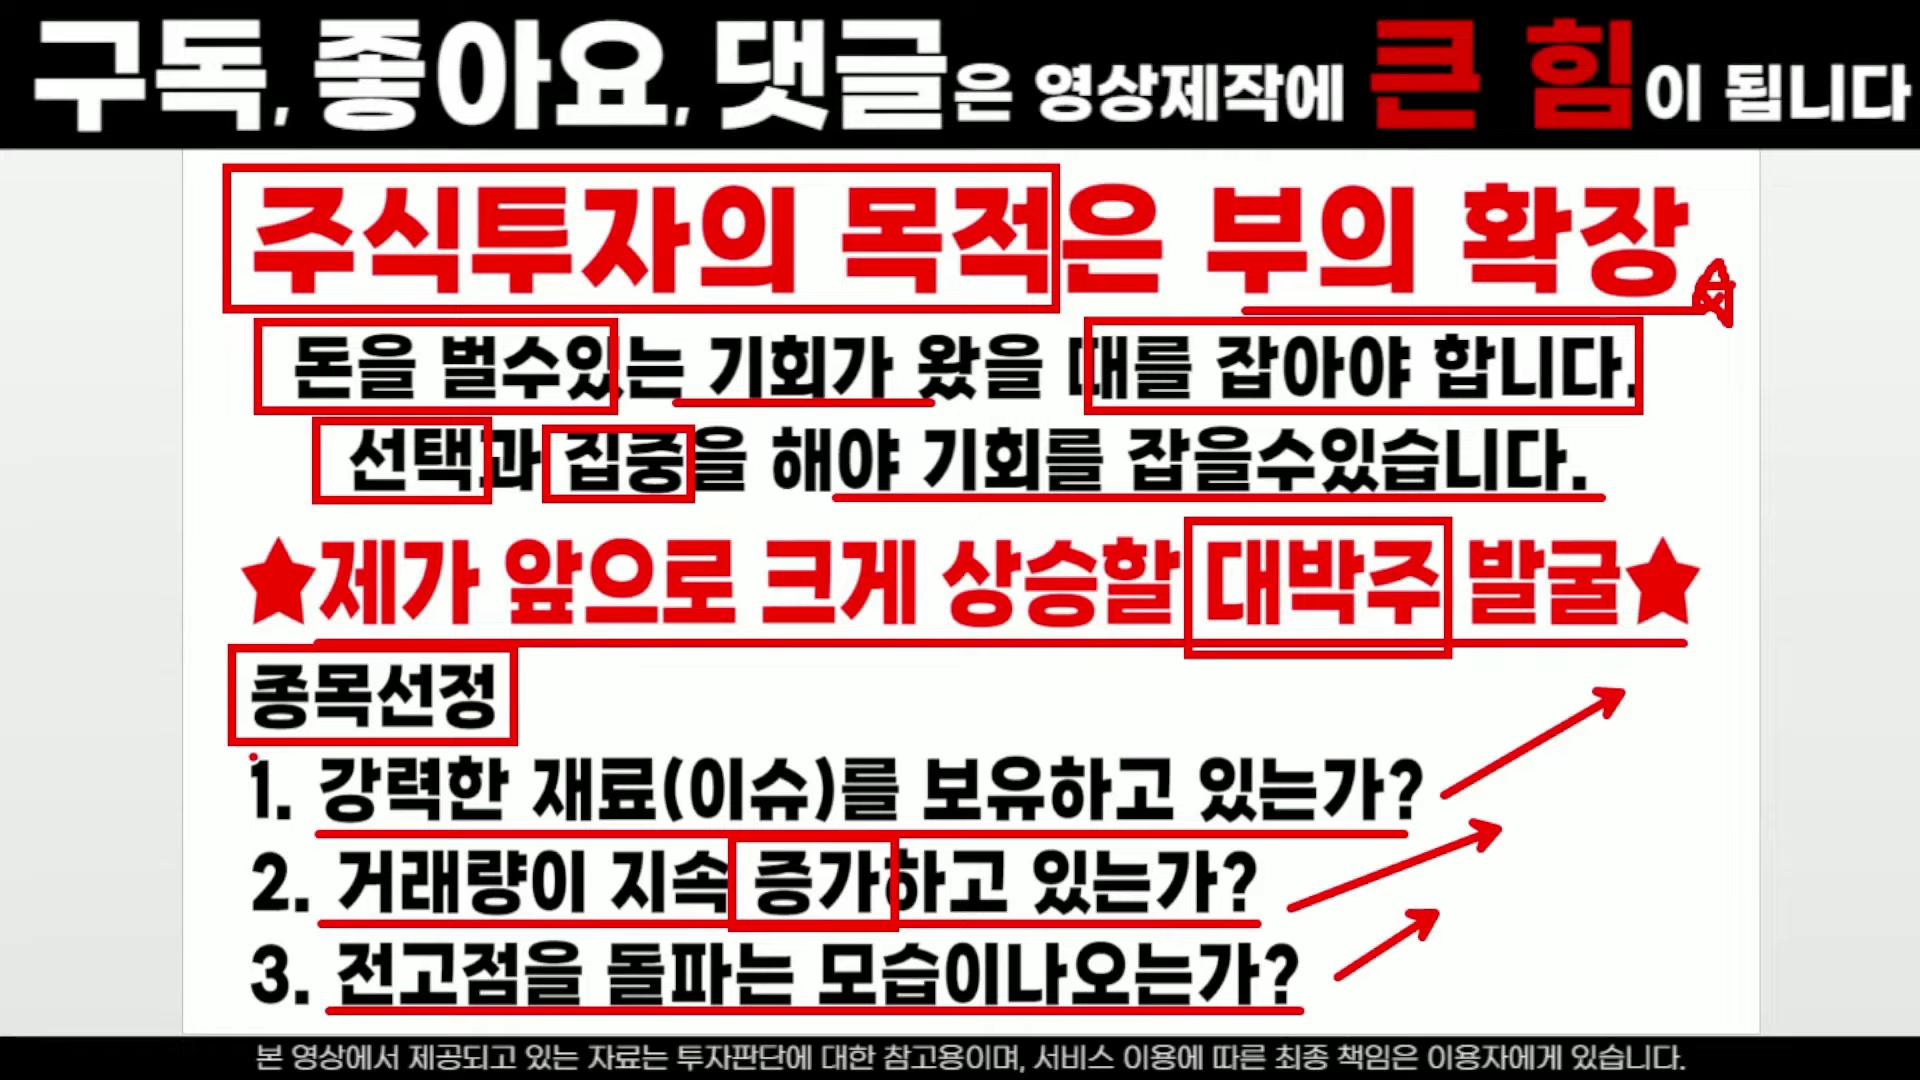 구독, 좋아요, 댓글은 영상제작에 큰 힘이 됩니다
주식투자의 목적은 부의 확장
돈을 벌수있는 기회가 왔을 때를 잡아야 합니다.
선택과 집중을 해야 기회를 잡을수있습니다.
★제가 앞으로 크게 상승할 대박주 발굴★
종목선정
1. 강력한 재료(이슈)를 보유하고 있는가?
2. 거래량이 지속 증가하고 있는가?
3. 전고점을 돌파는 모습이나오는가?
본 영상에서 제공되고 있는 자료는 투자판단에 대한 참고용이며, 서비스 이용에 따른 최종 책임은 이용자에게 있습니다.